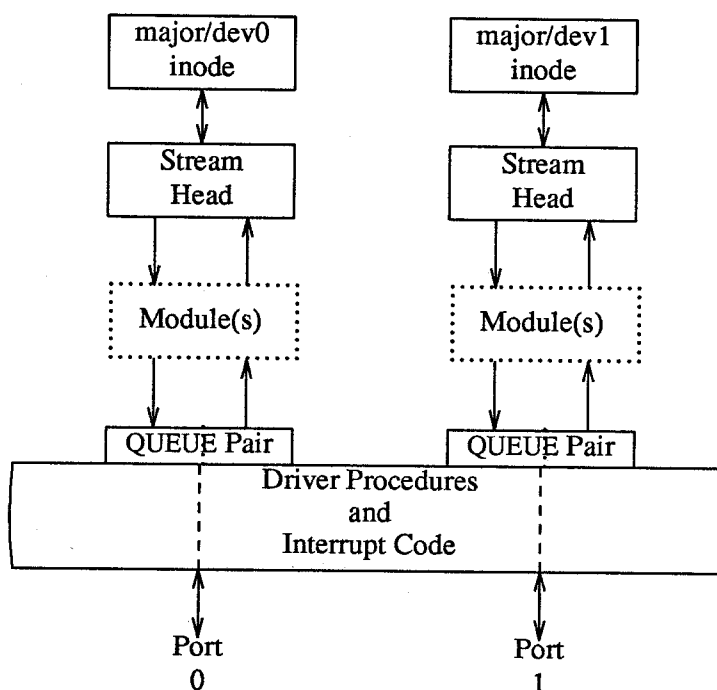 major/dev0
inode
major/dev1
inode
Stream
Head
Stream
Head
Module(s)
Module(s)
QUEUE Pair
QUEUE Pair
Driver Procedures
and
Interrupt Code
Port
0
Port
1